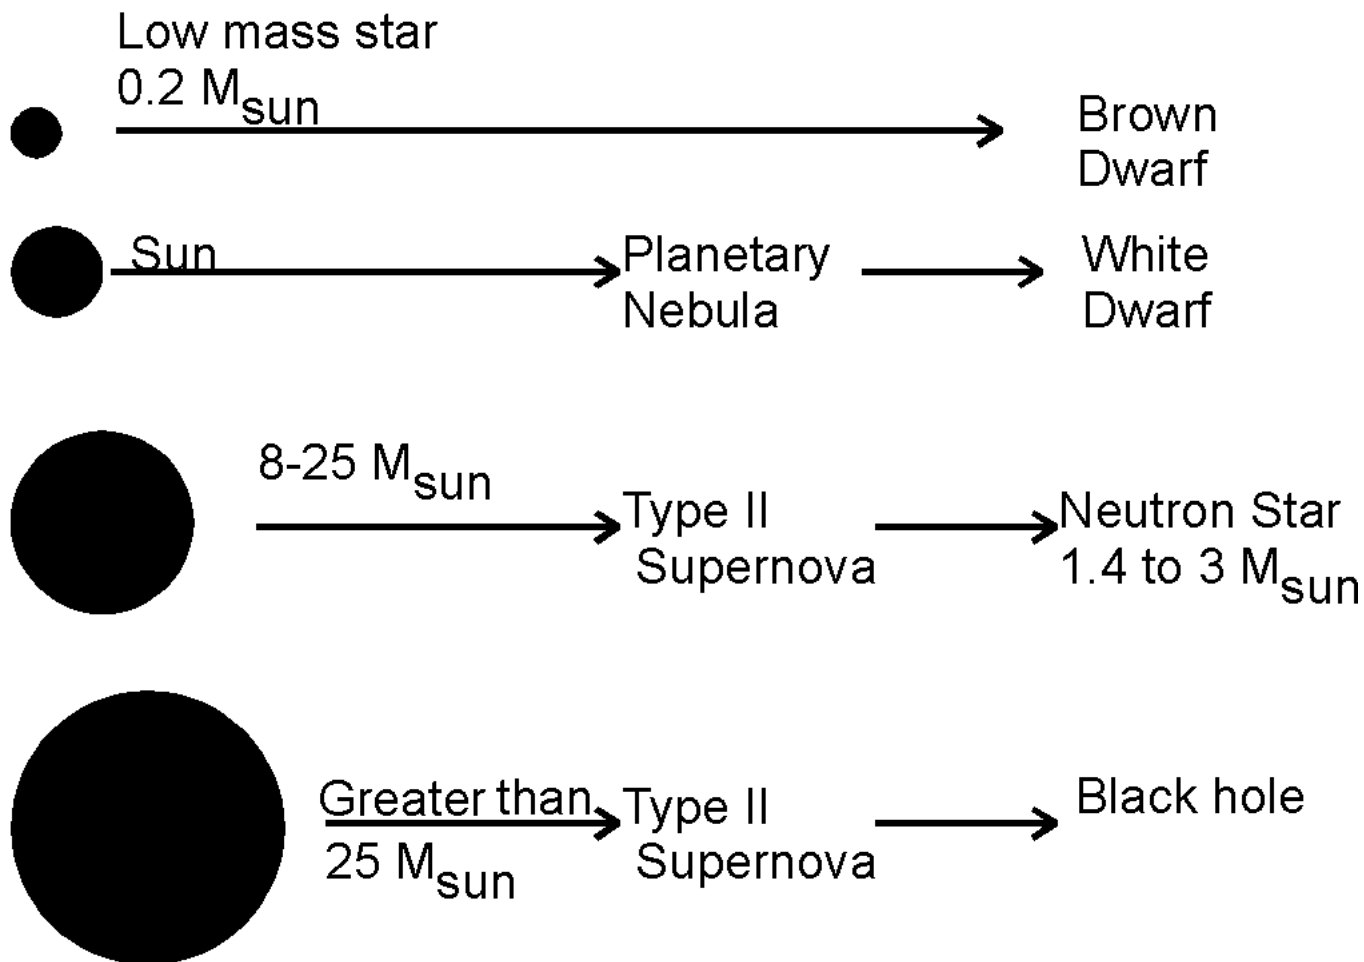 Low mass star
0.2 Msun
Brown
Dwarf
Sun
Planetary
Nebula
White
Dwarf
8-25 Msun
Type II
Supernova
Neutron Star
1.4 to 3 Msun
Greater than
25 Msun
Type II
Supernova
Black hole